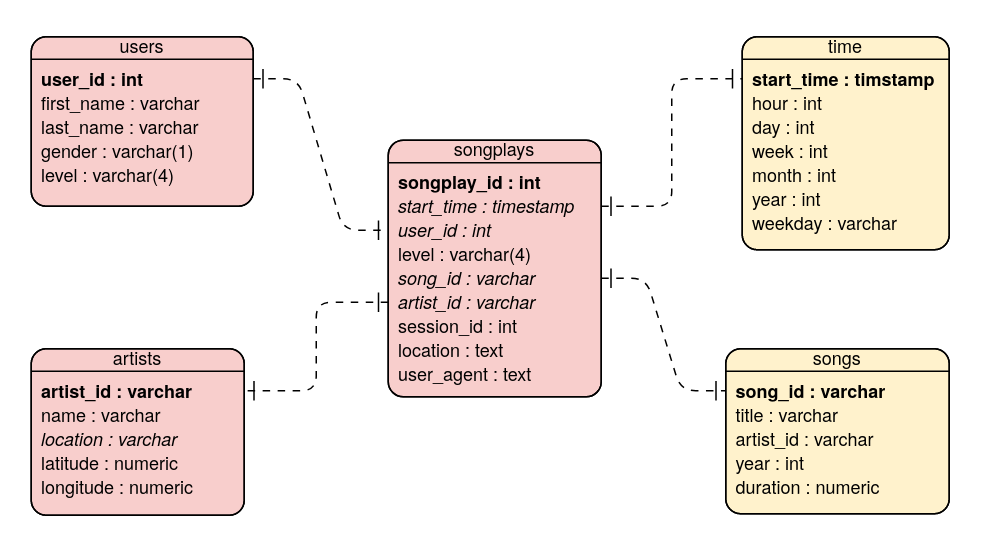 users
user_id : int
first_name : varchar
last_name : varchar
gender : varchar(1)
level : varchar(4)
time
start_time : timstamp
hour : int
day : int
week : int
month : int
year : int
weekday : varchar
songplays
songplay_id : int
start_time : timestamp
user_id : int
level : varchar(4)
song_id : varchar
artist_id : varchar
session_id : int
location : text
user_agent : text
artists
artist_id : varchar
name : varchar
location : varchar
latitude : numeric
longitude : numeric
songs
song_id : varchar
title : varchar
artist_id : varchar
year : int
duration : numeric